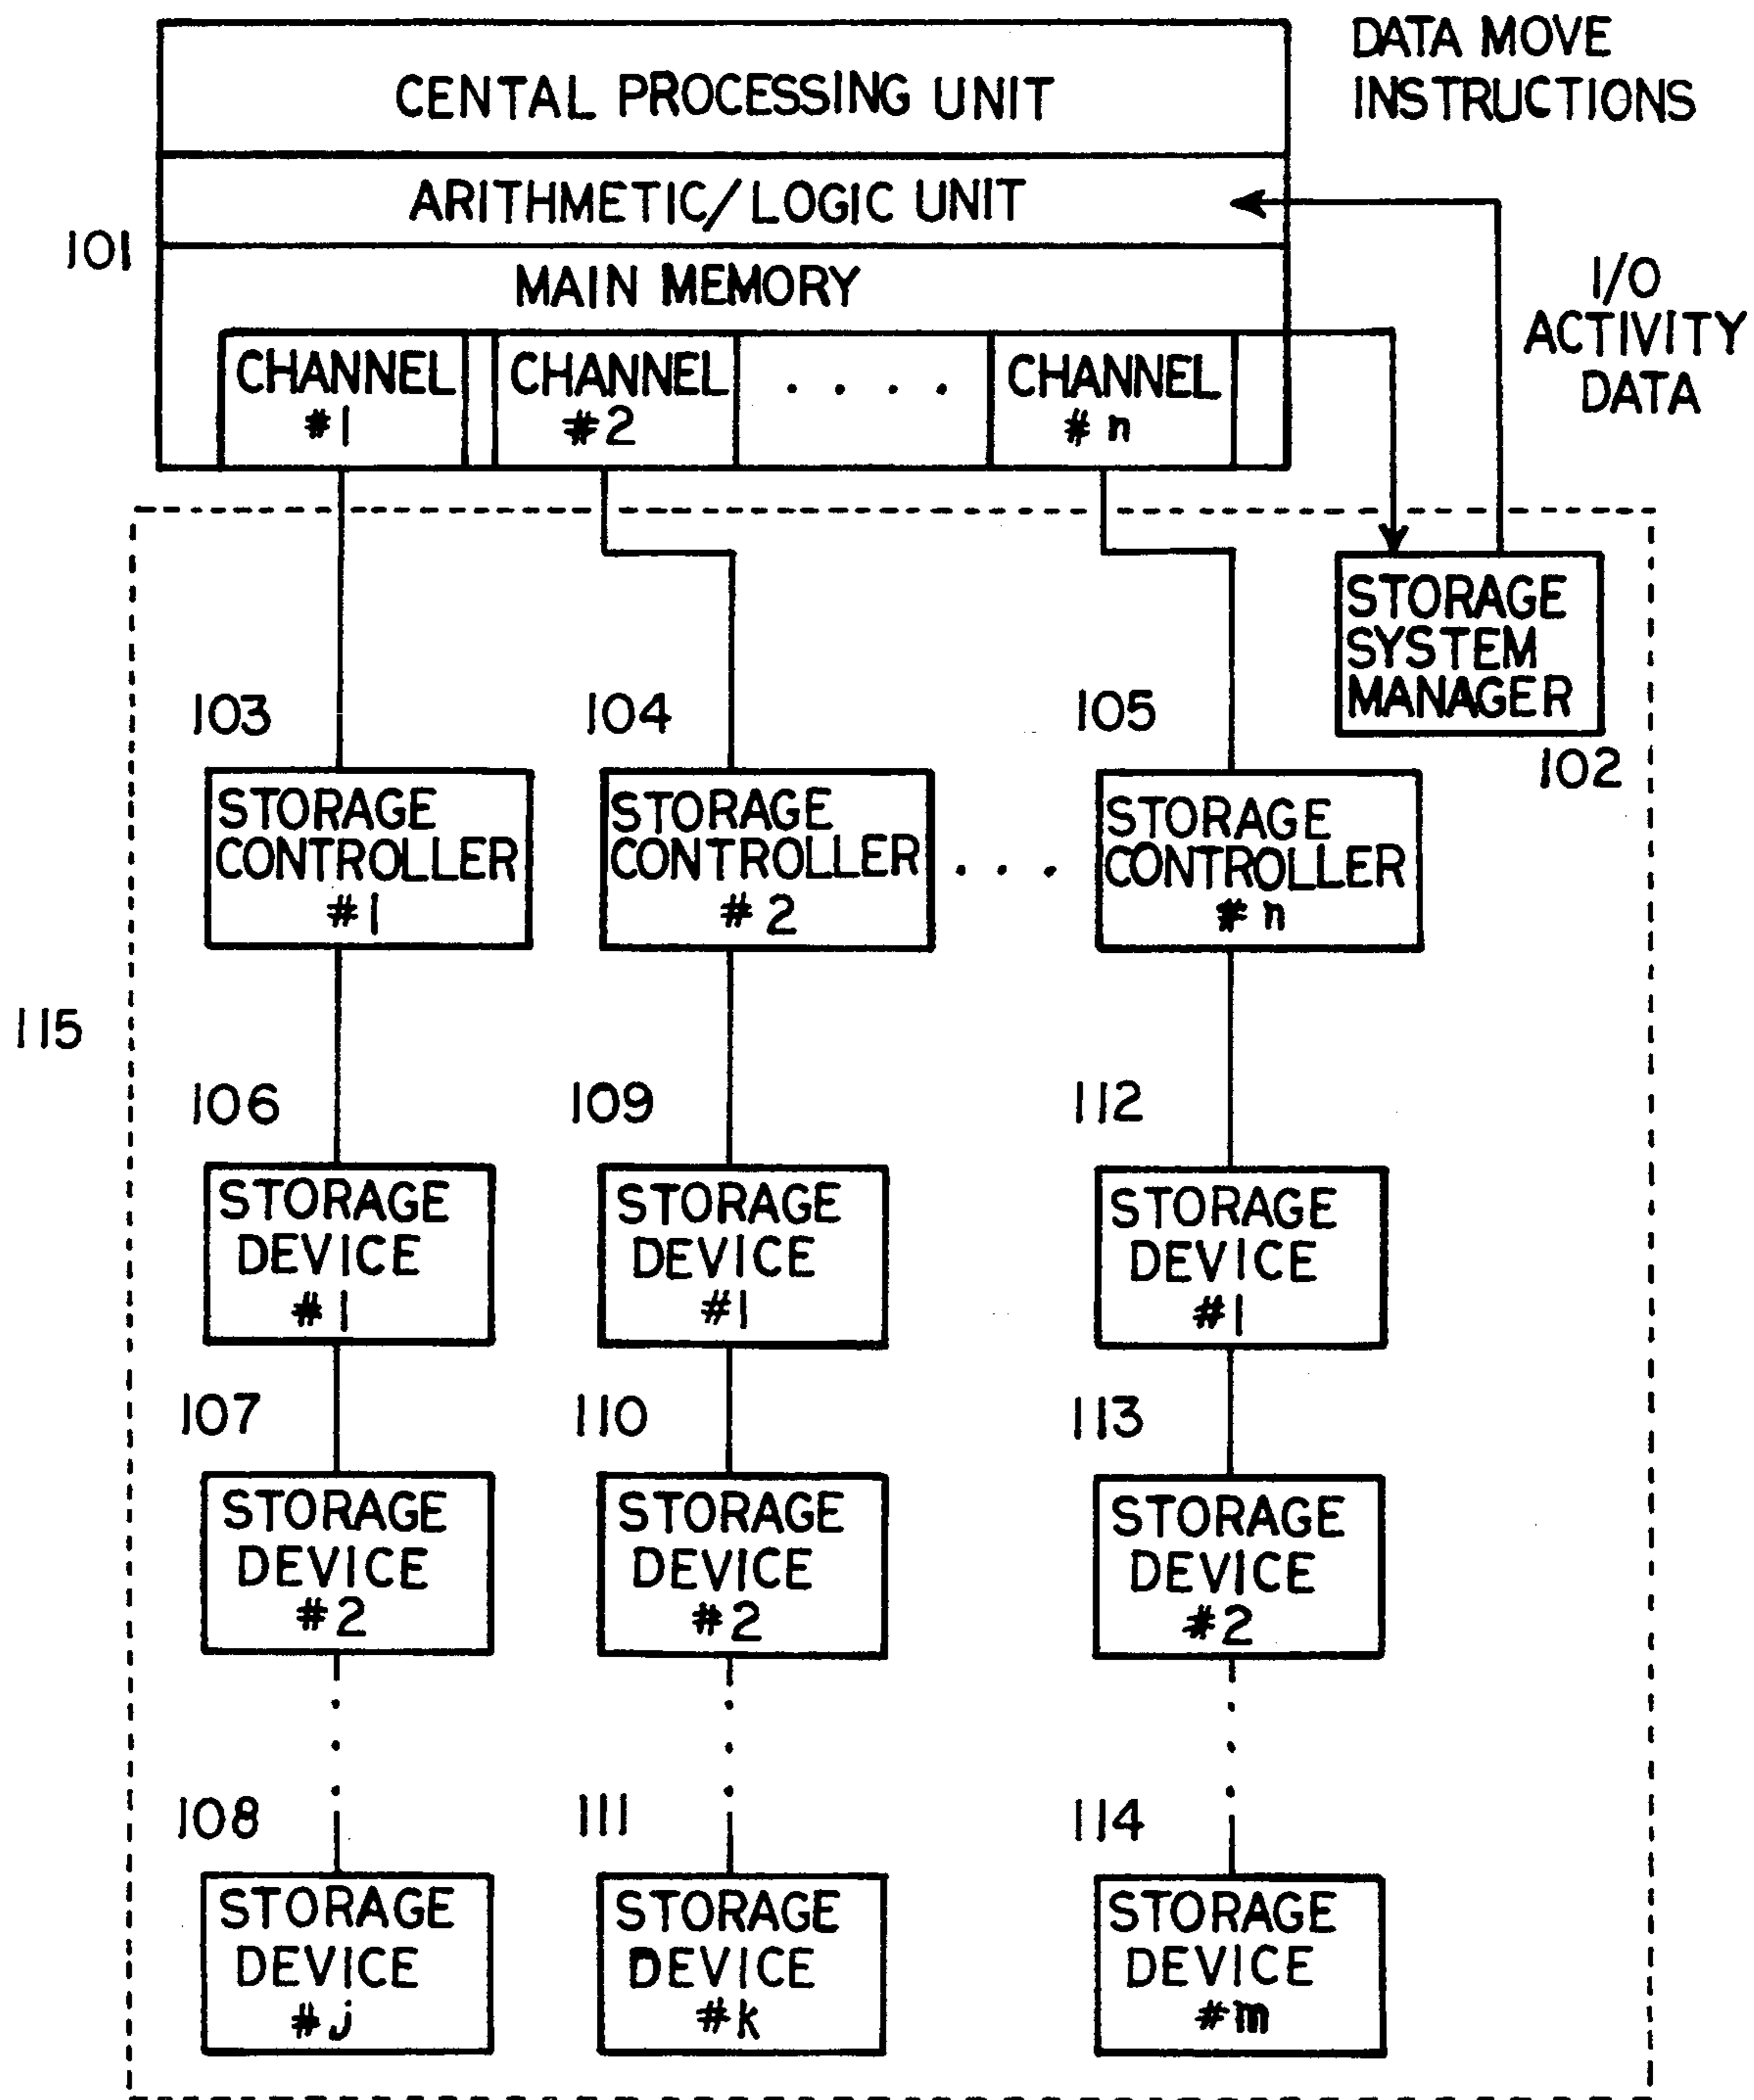 DATA MOVE
INSTRUCTIONS
CENTAL PROCESSING UNIT
ARITHMETIC/LOGIC UNIT
101
MAIN MEMORY
I/O
ACTIVITY
DATA
CHANNEL
#1
CHANNEL
#2
. . . .
CHANNEL
#n
STORAGE
SYSTEM
MANAGER
102
103
104
105
STORAGE
CONTROLLER
#1
STORAGE
CONTROLLER
#2
. . .
STORAGE
CONTROLLER
#n
115
106
109
112
STORAGE
DEVICE
#1
STORAGE
DEVICE
#1
STORAGE
DEVICE
#1
107
110
113
STORAGE
DEVICE
#2
STORAGE
DEVICE
#2
STORAGE
DEVICE
#2
108
111
114
STORAGE
DEVICE
#j
STORAGE
DEVICE
#k
STORAGE
DEVICE
#m